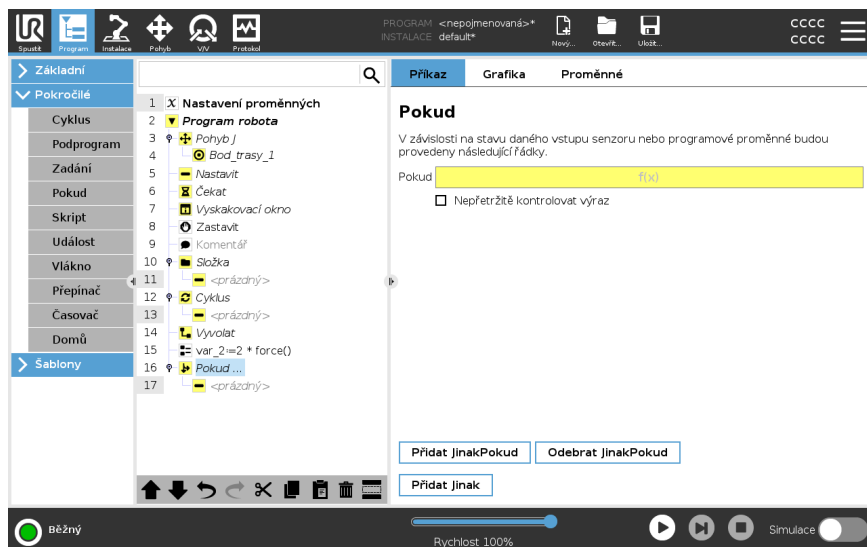 PROGRAM <nepojmenovaná>*
INSTALACE default*
UR
Spustit
Program
Instalace
Pohyb
V/V
Protokol
Nový...
Otevřít...
Uložit...
CCCC
CCCC
Základní
Pokročilé
Cyklus
Podprogram
Zadání
Pokud
Skript
Událost
Vlákno
Přepínač
Časovač
Domů
Šablony
1 X Nastavení proměnných
2 Program robota
3 Pohyb J
4 Bod_trasy_1
5 Nastavit
6 Čekat
7 Vyskakovací okno
8 Zastavit
9 Komentář
10 Složka
11 <prázdný>
12 Cyklus
13 <prázdný>
14 Vyvolat
15 var_2:=2 * force()
16 Pokud ...
17 <prázdný>
Příkaz
Grafika
Proměnné
Pokud
V závislosti na stavu daného vstupu senzoru nebo programové proměnné budou
provedeny následující řádky.
Pokud f(x)
Nepřetržitě kontrolovat výraz
Přidat JinakPokud
Odebrat JinakPokud
Přidat Jinak
Běžný
Rychlost 100%
Simulace